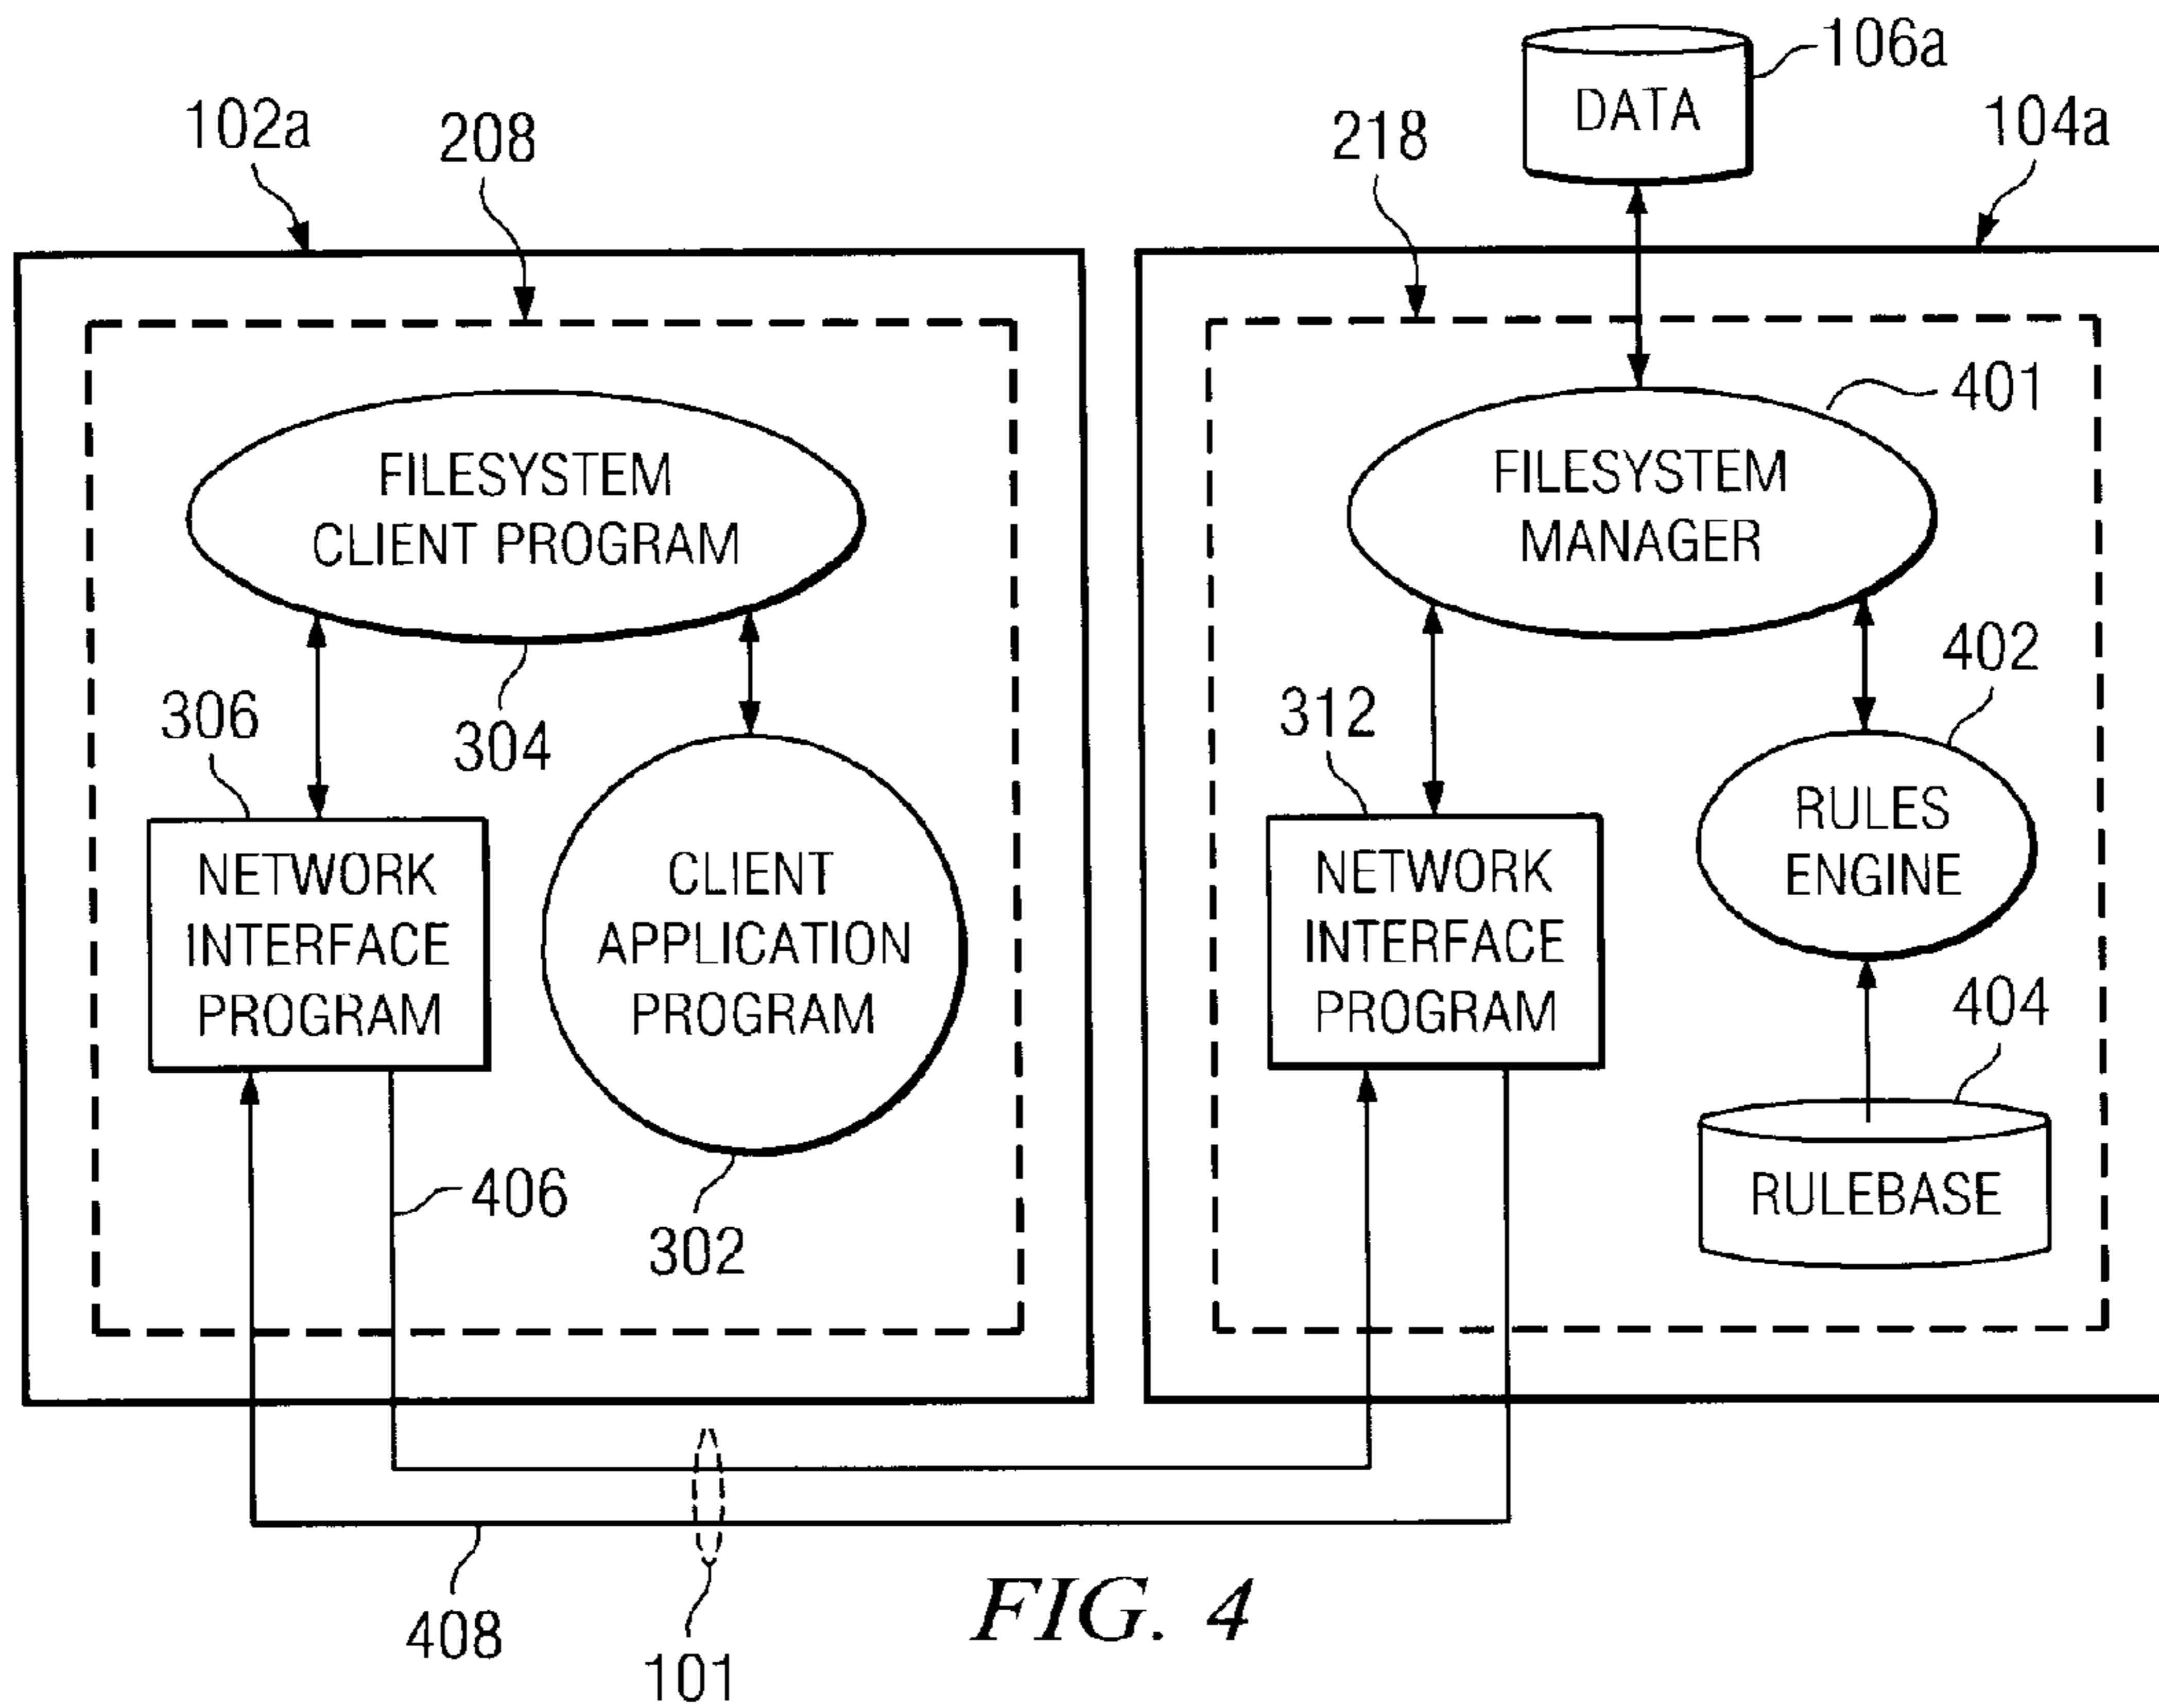 106a
DATA
102a
208
218
104a
401
FILESYSTEM
CLIENT PROGRAM
FILESYSTEM
MANAGER
402
306
304
312
RULES
ENGINE
NETWORK
INTERFACE
PROGRAM
CLIENT
APPLICATION
PROGRAM
NETWORK
INTERFACE
PROGRAM
404
RULEBASE
406
302
408
101
FIG. 4